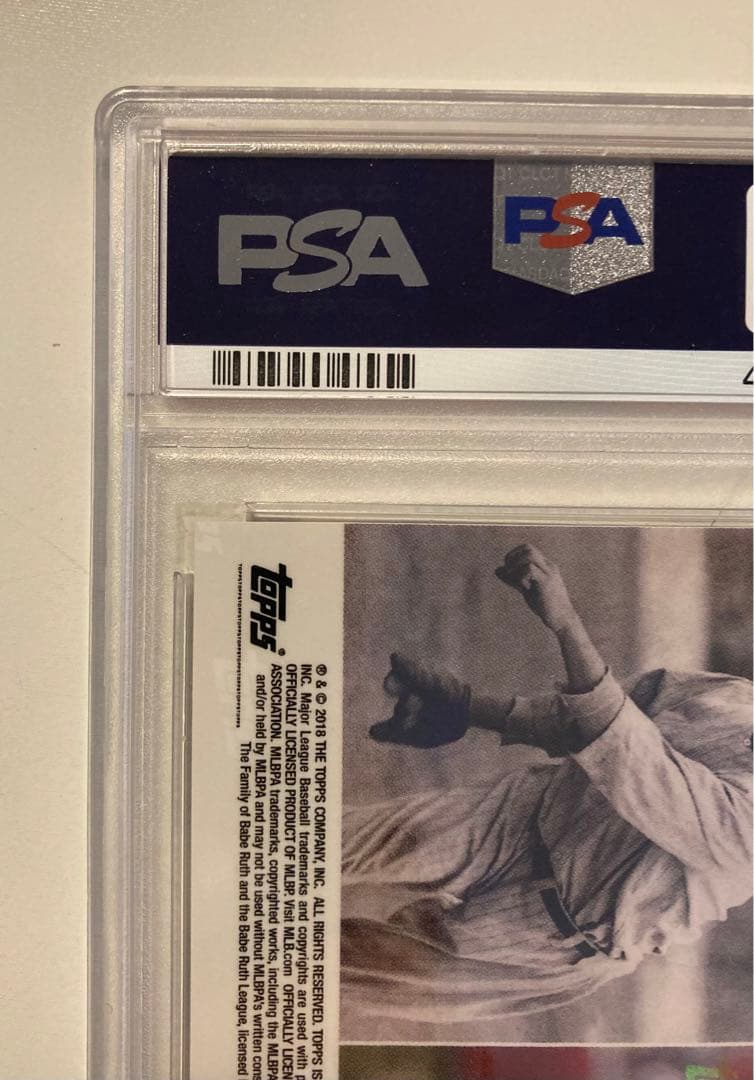 PSA
PSA
topps®
® & © 2018 THE TOPPS COMPANY, INC. ALL RIGHTS RESERVED. TOPPS IS
INC. Major League Baseball trademarks and copyrights are used with
OFFICIALLY LICENSED PRODUCT OF MLBP. Visit MLB.com OFFICIALLY LICEN
ASSOCIATION. MLBPA trademarks, copyrighted works, including the MLBPA
and/or held by MLBPA and may not be used without MLBPA's written cons
The Family of Babe Ruth and the Babe Ruth League, licensed